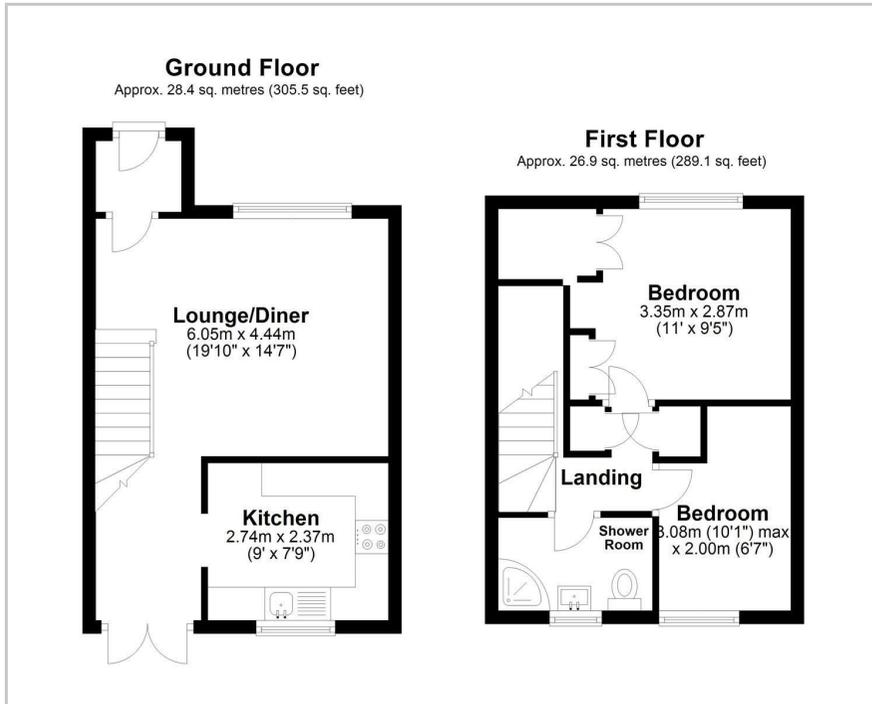 Ground Floor
Approx. 28.4 sq. metres (305.5 sq. feet)
Lounge/Diner
6.05m x 4.44m
(19'10" x 14'7")
Kitchen
2.74m x 2.37m
(9' x 7'9")
First Floor
Approx. 26.9 sq. metres (289.1 sq. feet)
Bedroom
3.35m x 2.87m
(11' x 9'5")
Landing
Shower
Room
Bedroom
3.08m (10'1") max
x 2.00m (6'7")